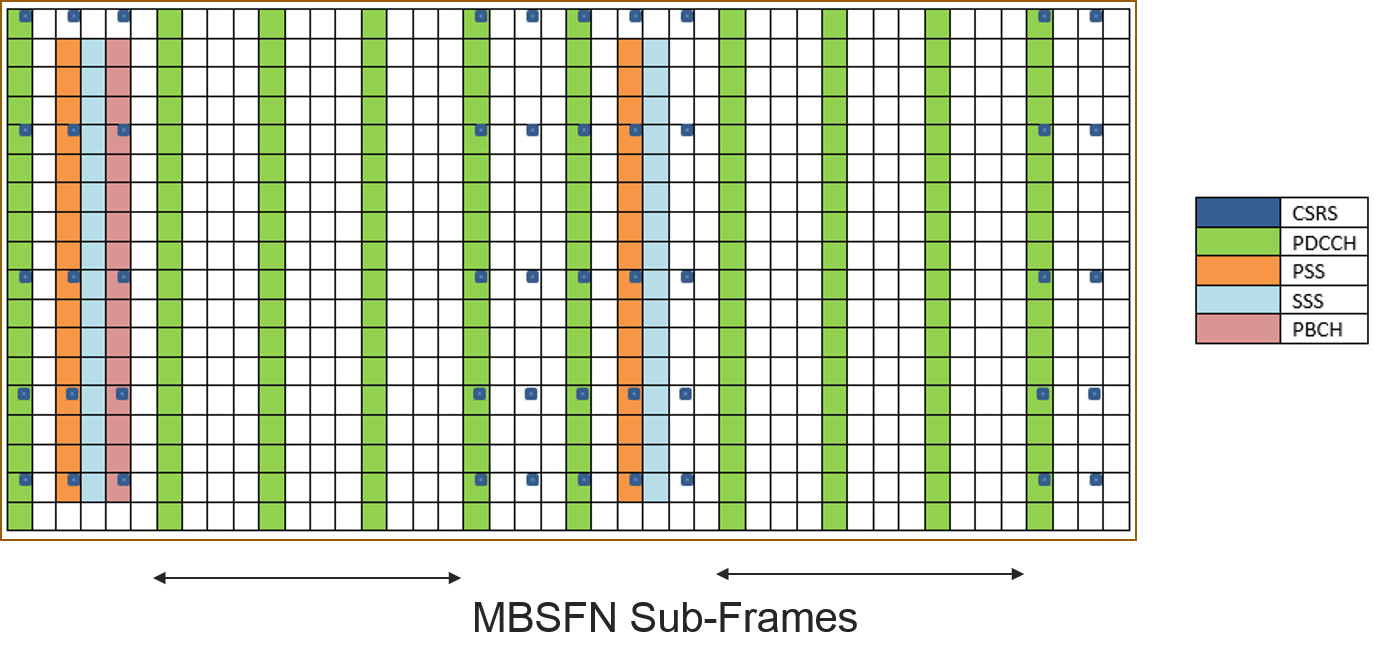 CSRS
PDCCH
PSS
SSS
PBCH
MBSFN Sub-Frames